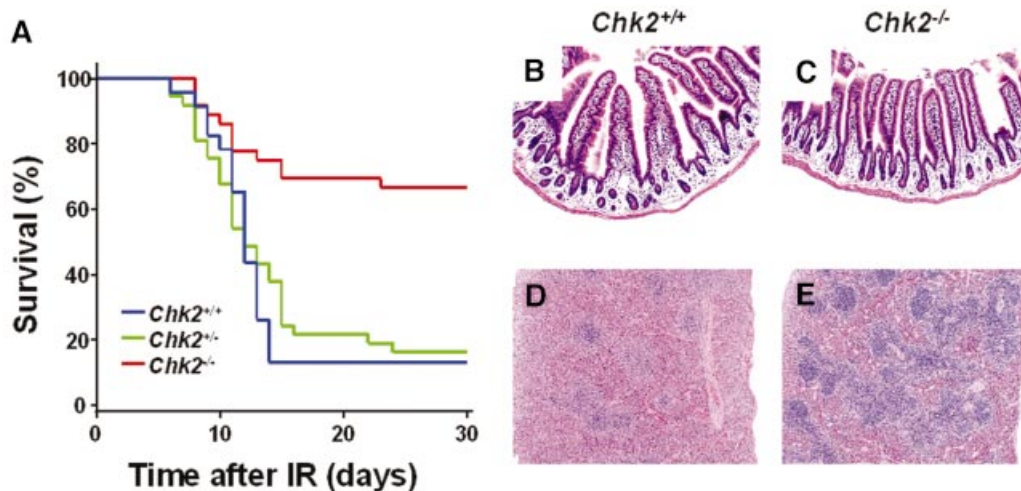 A
Survival (%)
100
80
60
40
20
0
Chk2+/+
Chk2+/-
Chk2-/-
0
10
20
30
Time after IR (days)
Chk2+/+
Chk2-/-
B
C
D
E